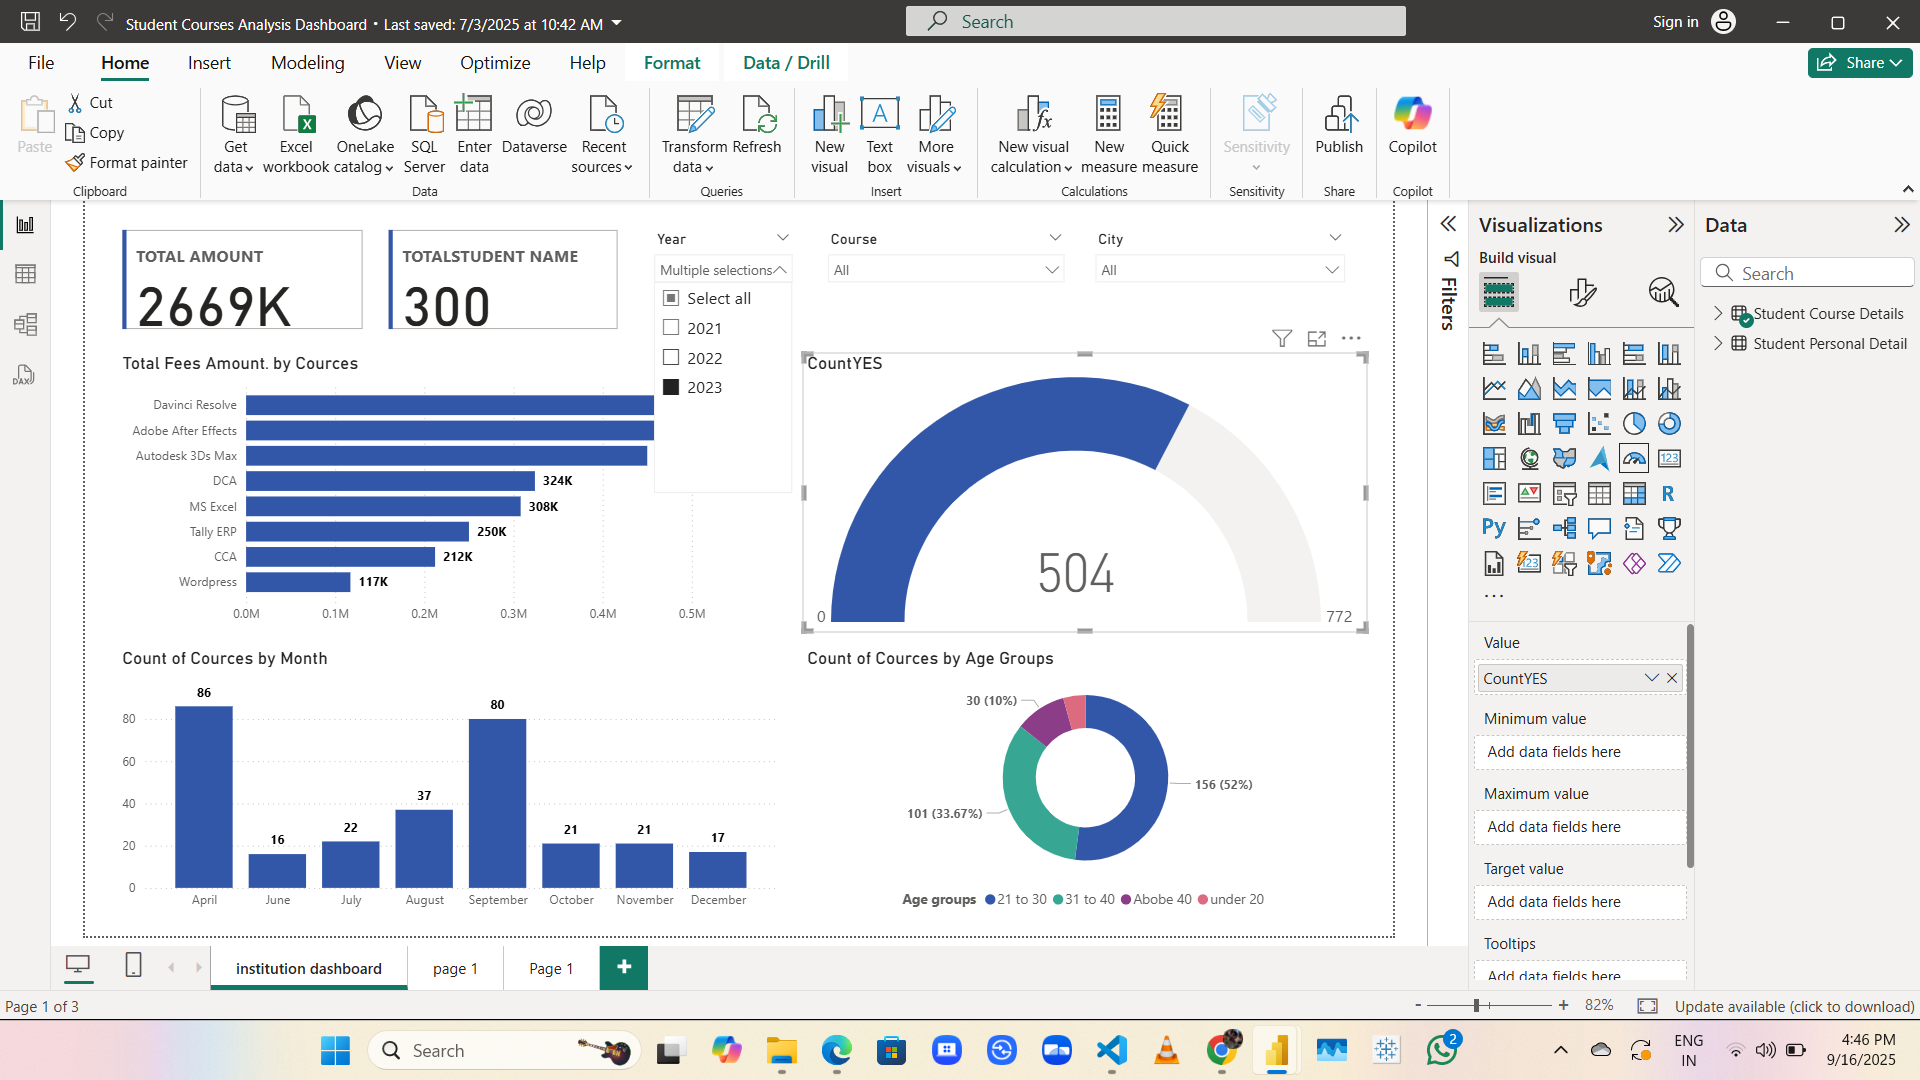 Student Courses Analysis Dashboard • Last saved: 7/3/2025 at 10:42 AM
Search
Sign in
File Home Insert Modeling View Optimize Help Format Data / Drill
Share
Paste
Cut
Copy
Format painter
Clipboard
Get data
Excel workbook
OneLake catalog
SQL Server
Enter data
Dataverse
Recent sources
Data
Transform data
Refresh
Queries
New visual
Text box
More visuals
Insert
New visual calculation
New measure
Quick measure
Calculations
Sensitivity
Sensitivity
Publish
Share
Copilot
Copilot
TOTAL AMOUNT
2669K
TOTALSTUDENT NAME
300
Year
Multiple selections
Select all
2021
2022
2023
Course
All
City
All
Total Fees Amount. by Cources
Davinci Resolve
Adobe After Effects
Autodesk 3Ds Max
DCA 324K
MS Excel 308K
Tally ERP 250K
CCA 212K
Wordpress 117K
0.0M 0.1M 0.2M 0.3M 0.4M 0.5M
CountYES
504
0 772
Count of Cources by Month
80
60
40
20
0
86 16 22 37 80 21 21 17
April June July August September October November December
Count of Cources by Age Groups
30 (10%)
156 (52%)
101 (33.67%)
Age groups 21 to 30 31 to 40 Abobe 40 under 20
Filters
Visualizations
Build visual
123
R
Py
123
Value
CountYES
Minimum value
Add data fields here
Maximum value
Add data fields here
Target value
Add data fields here
Tooltips
Add data fields here
Data
Search
Student Course Details
Student Personal Detail
DAX
institution dashboard page 1 Page 1 +
Page 1 of 3
- + 82% Update available (click to download)
Search
2
ENG
IN
4:46 PM
9/16/2025